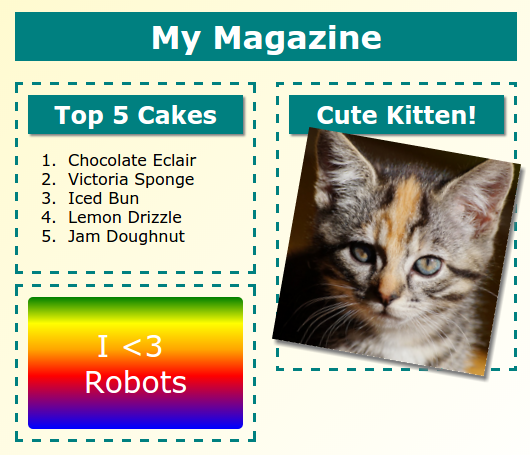 My Magazine
Top 5 Cakes
1. Chocolate Eclair
2. Victoria Sponge
3. Iced Bun
4. Lemon Drizzle
5. Jam Doughnut
I <3
Robots
Cute Kitten!